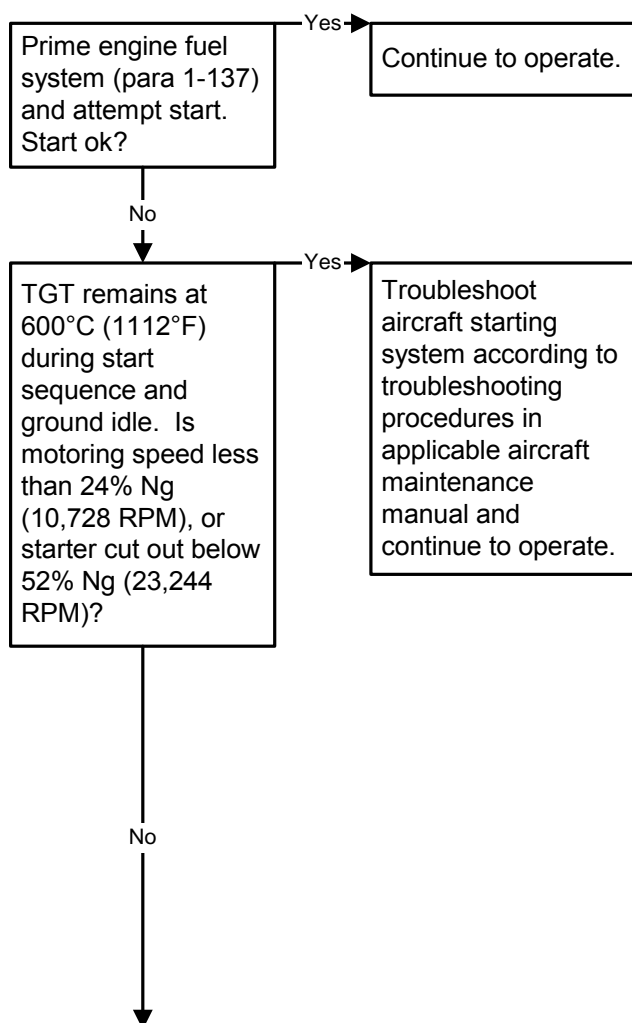 Prime engine fuel
system (para 1-137)
and attempt start.
Start ok?
Yes
Continue to operate.
No
TGT remains at
600°C (1112°F)
during start
sequence and
ground idle.  Is
motoring speed less
than 24% Ng
(10,728 RPM), or
starter cut out below
52% Ng (23,244
RPM)?
Yes
Troubleshoot
aircraft starting
system according to
troubleshooting
procedures in
applicable aircraft
maintenance
manual and
continue to operate.
No